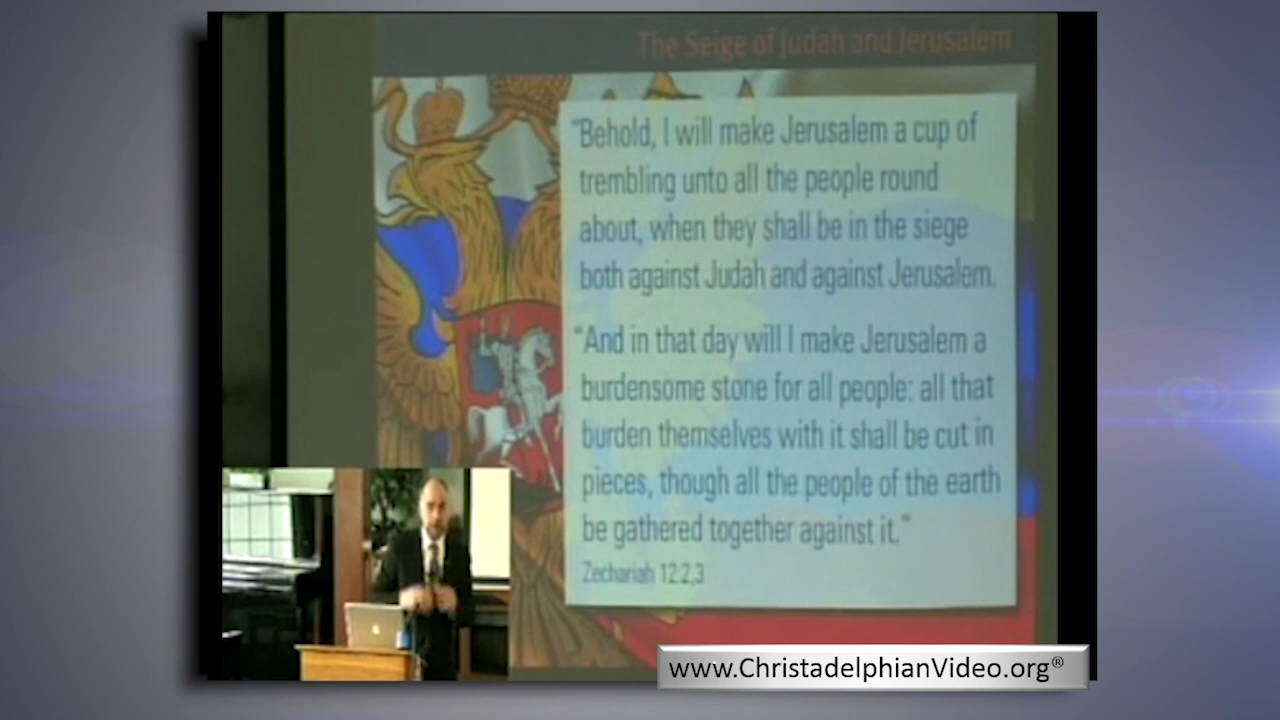 The Seige of Judah and Jerusalem
"Behold, I will make Jerusalem a cup of
trembling unto all the people round
about, when they shall be in the siege
both against Judah and against Jerusalem.
"And in that day will I make Jerusalem a
burdensome stone for all people: all that
burden themselves with it shall be cut in
pieces, though all the people of the earth
be gathered together against it."
Zechariah 12:2,3
www.ChristadelphianVideo.org®